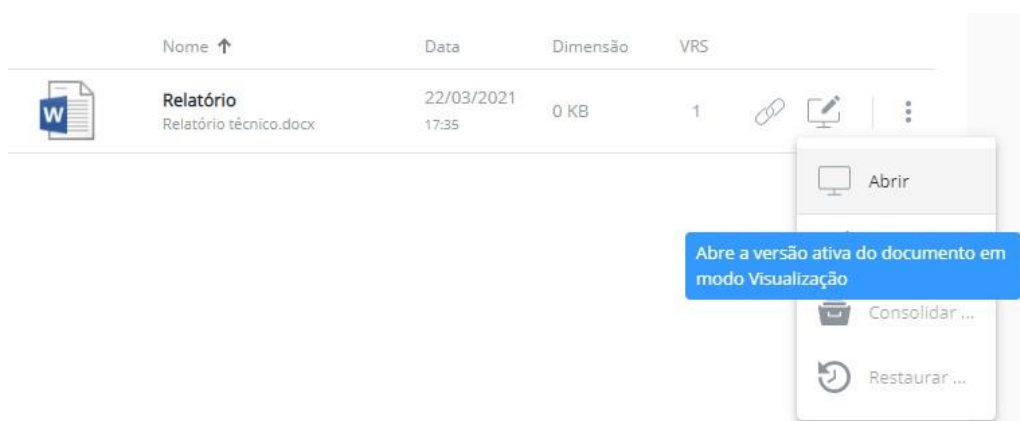 Nome ↑ Data Dimensão VRS
W
Relatório 22/03/2021 0 KB 1
Relatório técnico.docx 17:35
Abrir
Abre a versão ativa do documento em
modo Visualização
Consolidar ...
Restaurar ...